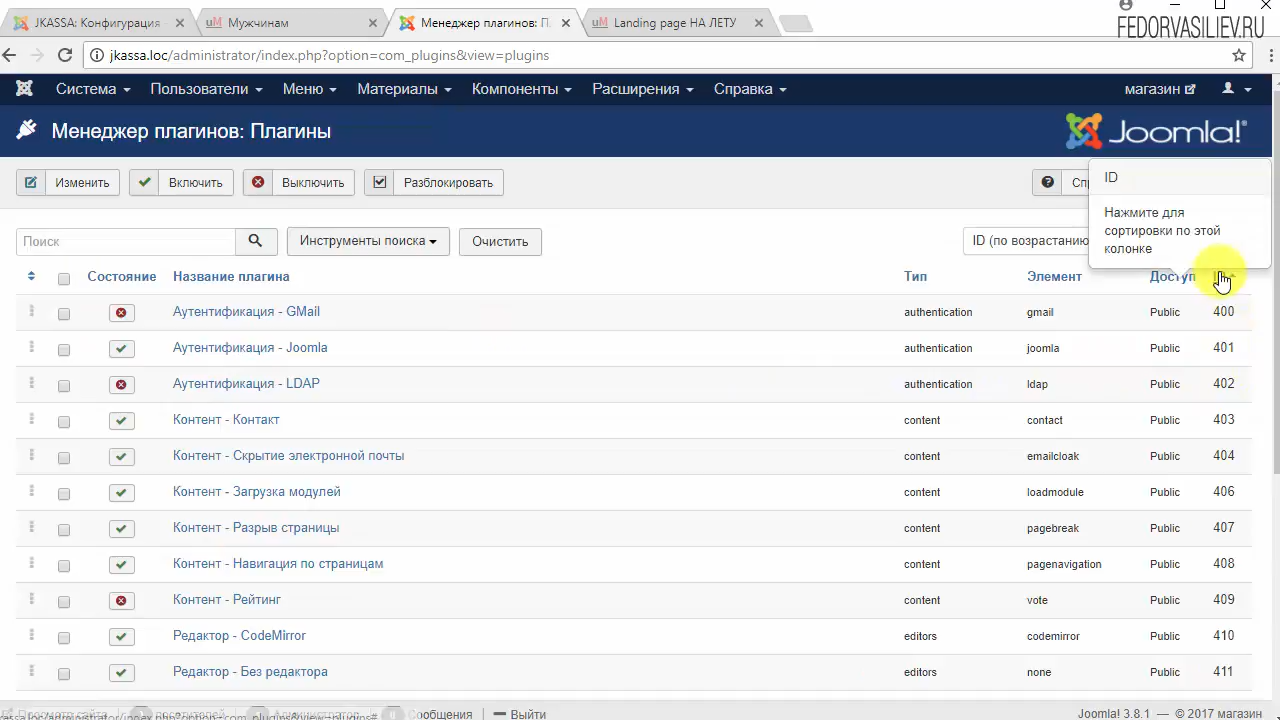 JKASSA: Конфигурация
Мужчинам
Менеджер плагинов: П
Landing page НА ЛЕТУ
FEDORVASILIEV.RU
jkassa.loc/administrator/index.php?option=com_plugins&view=plugins
Система Пользователи Меню Материалы Компоненты Расширения Справка магазин
Менеджер плагинов: Плагины
Joomla!®
Изменить Включить Выключить Разблокировать
ID
Нажмите для
сортировки по этой
колонке
Поиск Инструменты поиска Очистить ID (по возрастанию
Состояние Название плагина Тип Элемент Доступ
Аутентификация - GMail authentication gmail Public 400
Аутентификация - Joomla authentication joomla Public 401
Аутентификация - LDAP authentication ldap Public 402
Контент - Контакт content contact Public 403
Контент - Скрытие электронной почты content emailcloak Public 404
Контент - Загрузка модулей content loadmodule Public 406
Контент - Разрыв страницы content pagebreak Public 407
Контент - Навигация по страницам content pagenavigation Public 408
Контент - Рейтинг content vote Public 409
Редактор - CodeMirror editors codemirror Public 410
Редактор - Без редактора editors none Public 411
Сообщения Выйти Joomla! 3.8.1 — © 2017 магазин